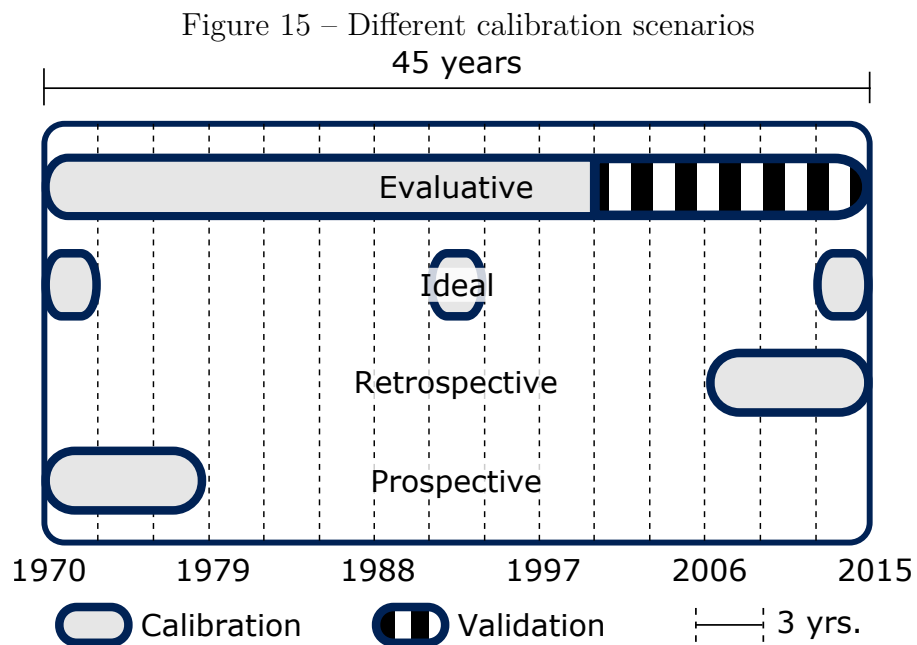 Figure 15 – Different calibration scenarios
45 years
Evaluative
Ideal
Retrospective
Prospective
1970 1979 1988 1997 2006 2015
Calibration Validation 3 yrs.